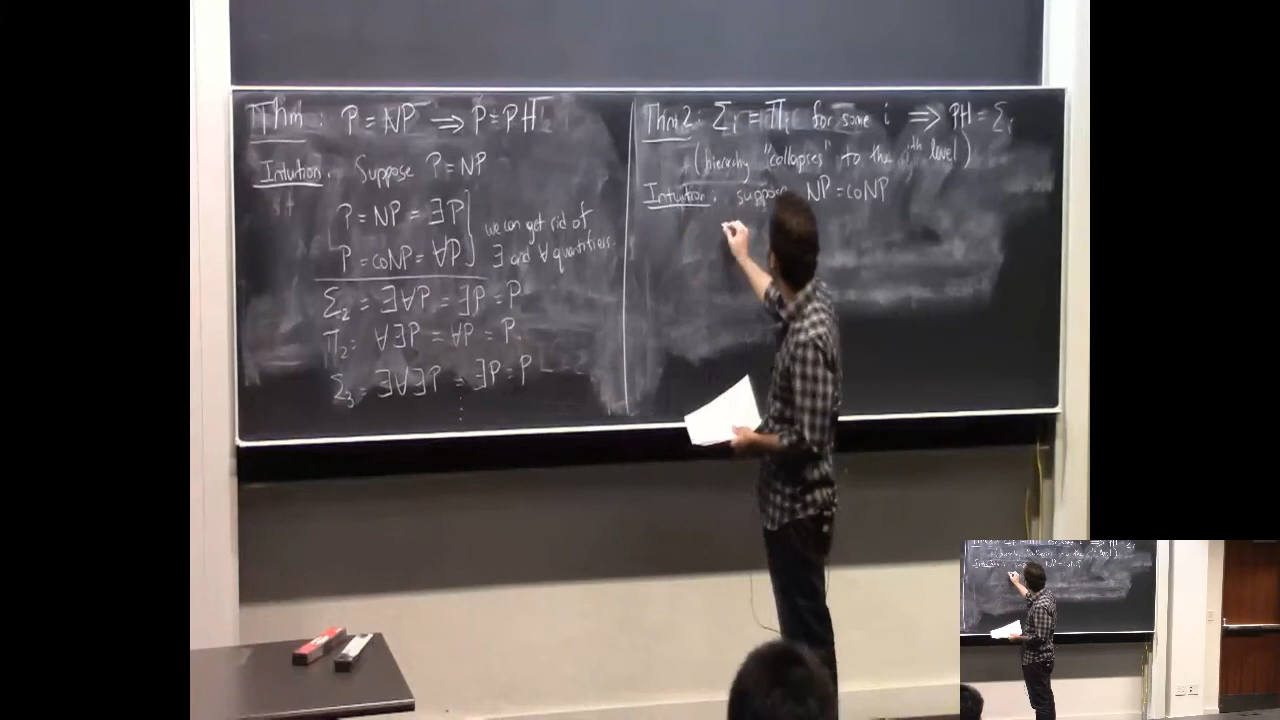 Thm: P = NP ⟹ P = PH
Intuition. Suppose P = NP
P = NP = ∃P
P = coNP = ∀P
we can get rid of
∃ and ∀ quantifiers.
Σ₂ = ∃∀P = ∃P = P
Π₂ = ∀∃P = ∀P = P.
Σ₃ = ∃∀∃P = ∃P = P
⋮
Thm 2: Σᵢ = Πᵢ for some i ⟹ PH = Σᵢ
(hierarchy "collapses" to the iᵗʰ level)
Intuition: suppose NP = coNP